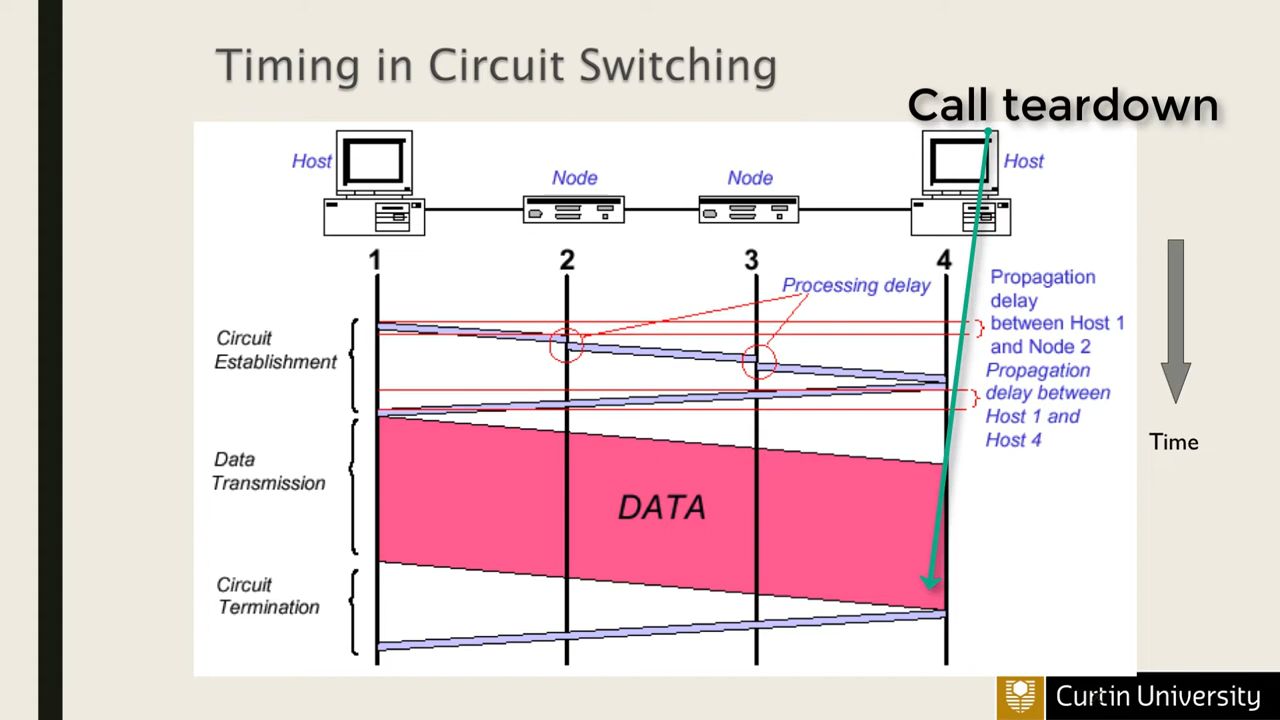 Timing in Circuit Switching
Call teardown
Host
Node
Node
Host
1
2
3
4
Processing delay
Propagation
delay
between Host 1
and Node 2
Propagation
delay between
Host 1 and
Host 4
Time
Circuit
Establishment
Data
Transmission
DATA
Circuit
Termination
Curtin University